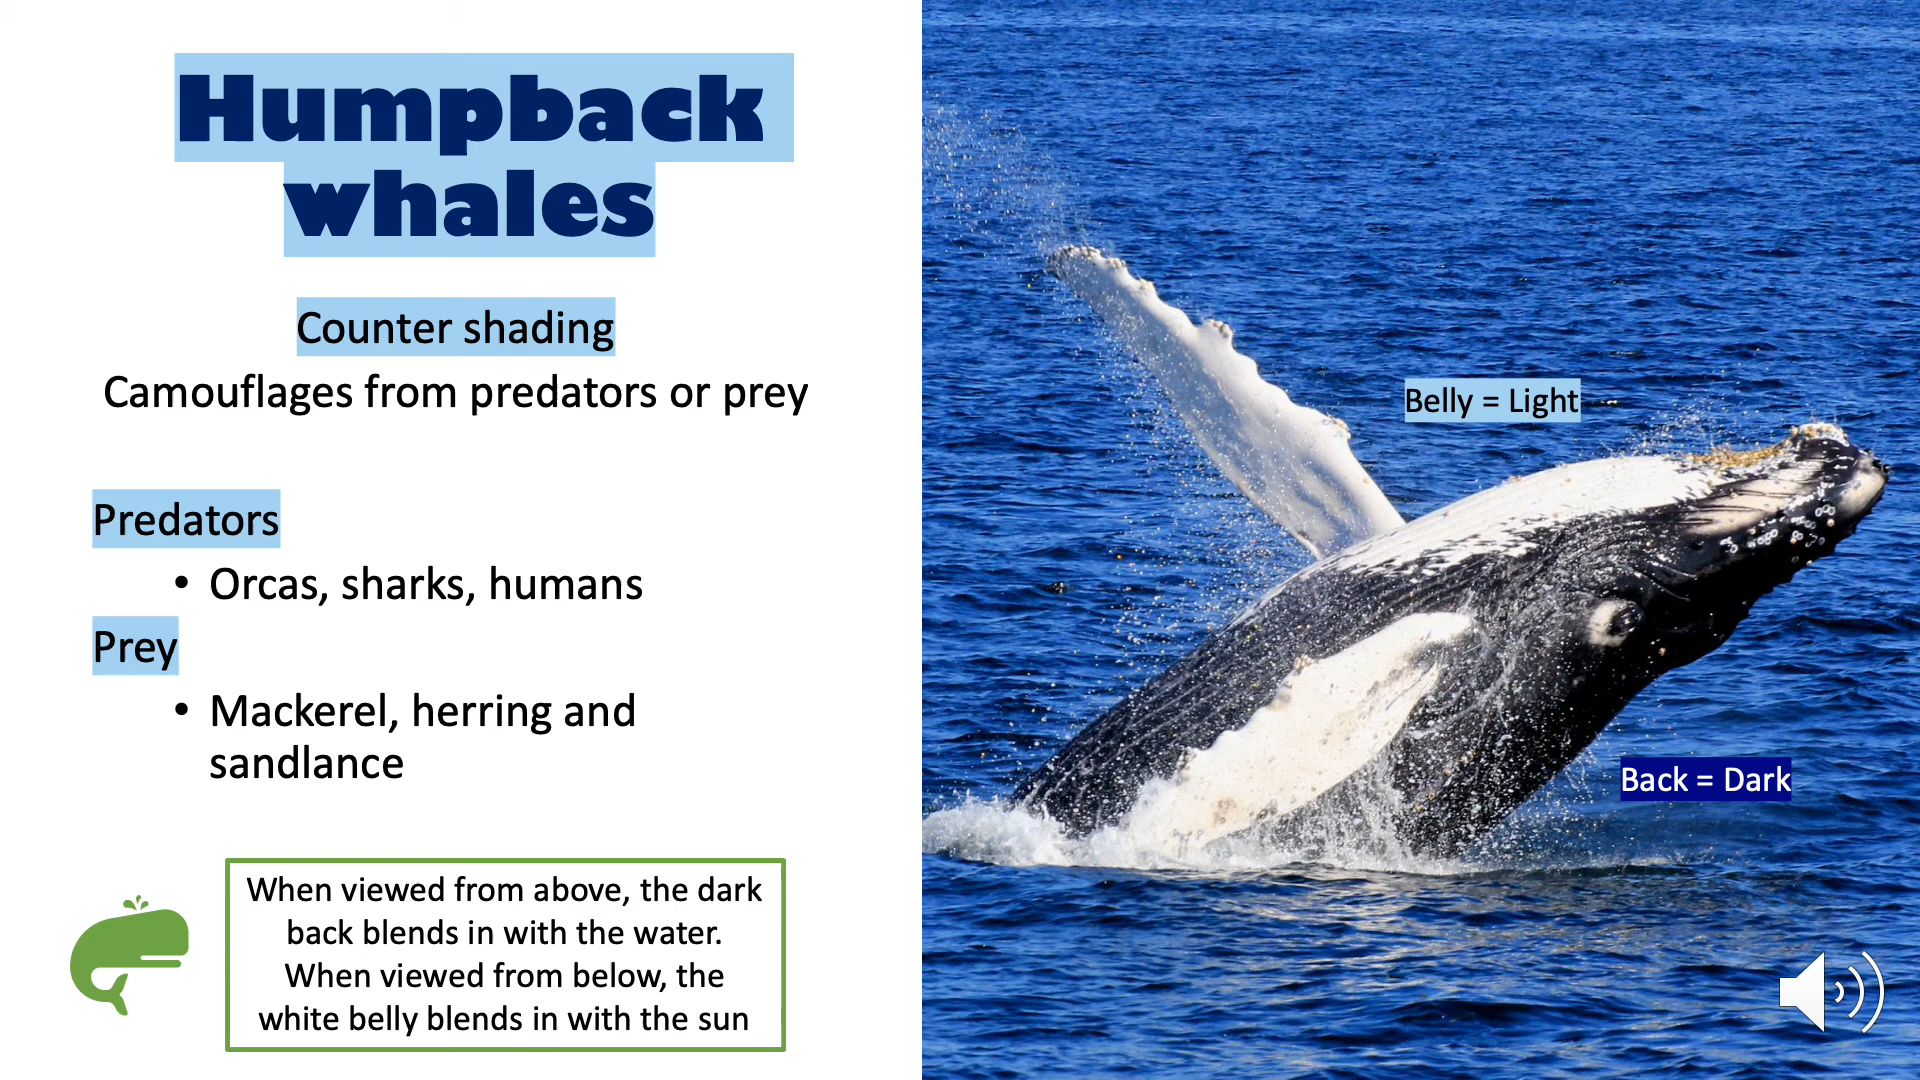 Humpback
whales
Counter shading
Camouflages from predators or prey
Predators
• Orcas, sharks, humans
Prey
• Mackerel, herring and
sandlance
When viewed from above, the dark
back blends in with the water.
When viewed from below, the
white belly blends in with the sun
Belly = Light
Back = Dark